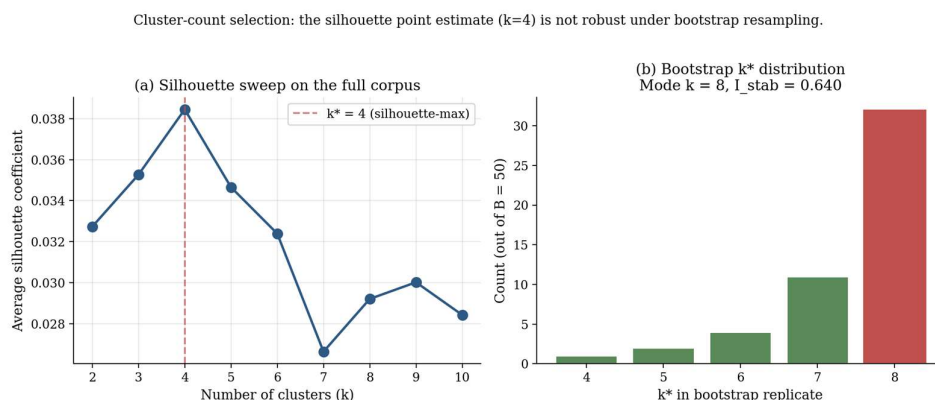 Cluster-count selection: the silhouette point estimate (k=4) is not robust under bootstrap resampling.
(a) Silhouette sweep on the full corpus
k* = 4 (silhouette-max)
Average silhouette coefficient
0.038
0.036
0.034
0.032
0.030
0.028
2 3 4 5 6 7 8 9 10
Number of clusters (k)
(b) Bootstrap k* distribution
Mode k = 8, I_stab = 0.640
Count (out of B = 50)
30
25
20
15
10
5
0
4 5 6 7 8
k* in bootstrap replicate